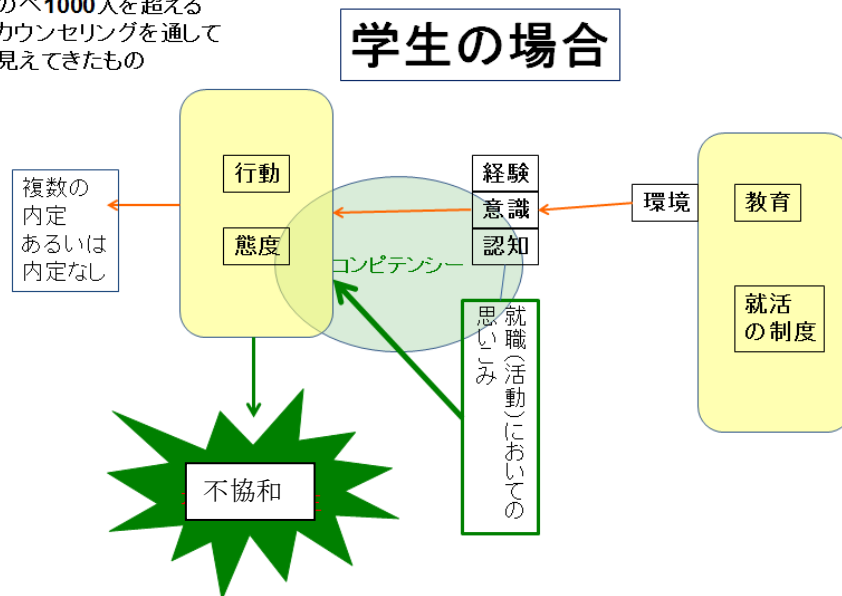 のべ1000人を超える
カウンセリングを通して
見えてきたもの
学生の場合
行動
態度
複数の
内定
あるいは
内定なし
経験
意識
認知
コンピテンシー
環境
教育
就活
の制度
就職(活動)においての
思いこみ
不協和